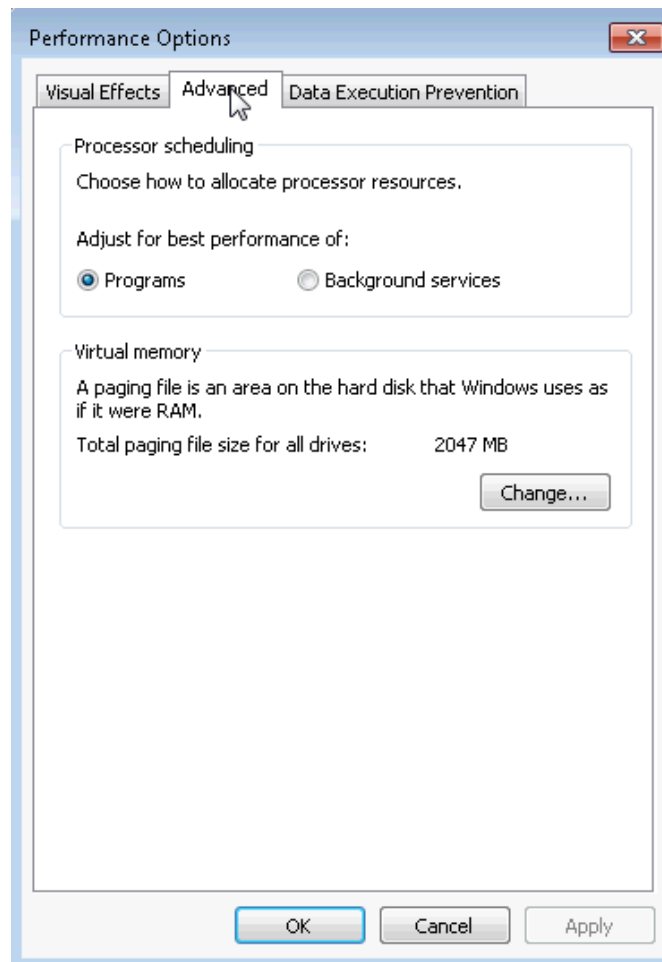 Performance Options
Visual Effects Advanced Data Execution Prevention
Processor scheduling
Choose how to allocate processor resources.
Adjust for best performance of:
Programs Background services
Virtual memory
A paging file is an area on the hard disk that Windows uses as
if it were RAM.
Total paging file size for all drives: 2047 MB
Change...
OK Cancel Apply